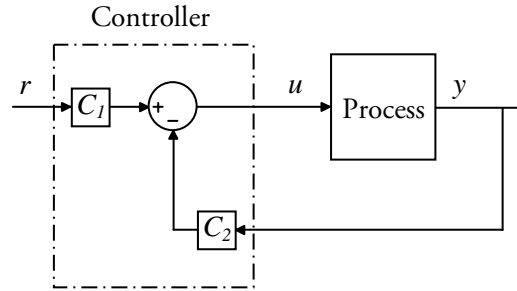 Controller
r
C1
+
−
u
Process
y
C2